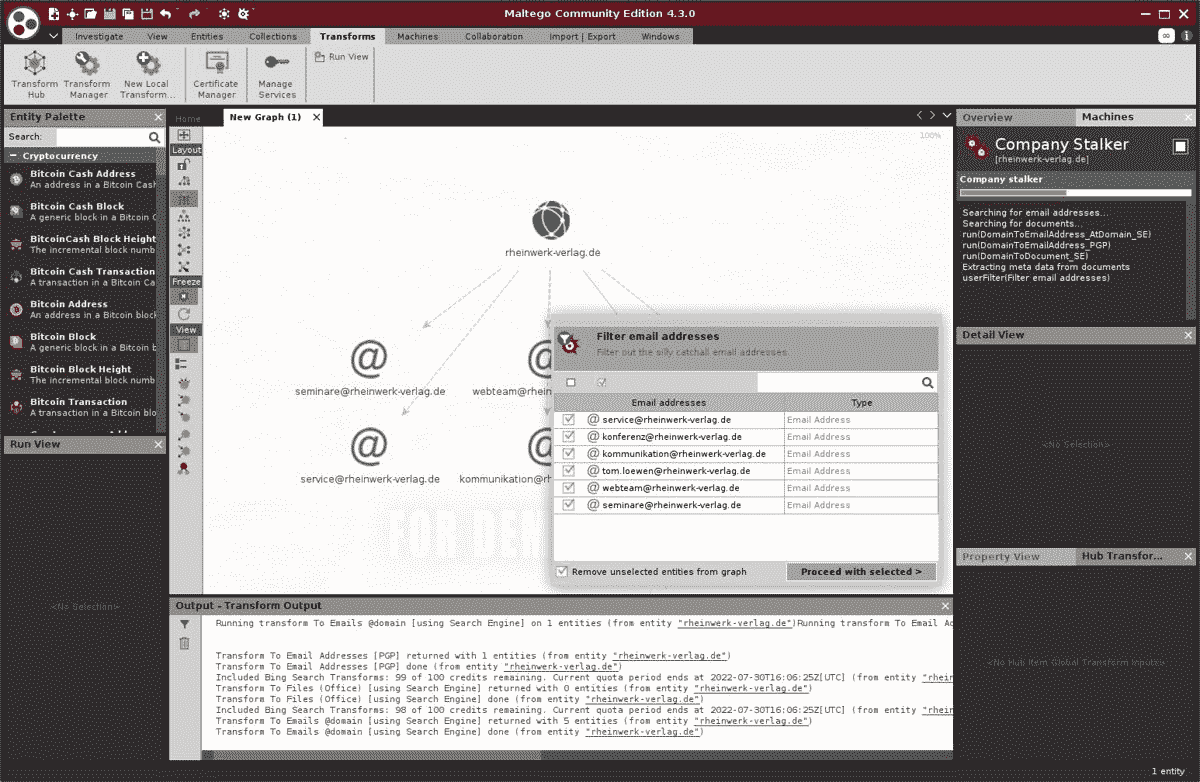 Maltego Community Edition 4.3.0
Investigate View Entities Collections Transforms Machines Collaboration Import | Export Windows
Transform Hub
Transform Manager
New Local Transform...
Certificate Manager
Manage Services
Run View
Entity Palette
Search:
Cryptocurrency
Bitcoin Cash Address
An address in a Bitcoin Cash
Bitcoin Cash Block
A generic block in a Bitcoin C
BitcoinCash Block Height
The incremental block numb
Bitcoin Cash Transaction
A transaction in a Bitcoin Ca
Bitcoin Address
An address in a Bitcoin block
Bitcoin Block
A generic block in a Bitcoin b
Bitcoin Block Height
The incremental block numb
Bitcoin Transaction
A transaction in a Bitcoin blo
Run View
<No Selection>
Home
New Graph (1)
100%
Layout
Freeze
View
rheinwerk-verlag.de
seminare@rheinwerk-verlag.de
webteam@rhein
service@rheinwerk-verlag.de
kommunikation@rh
Filter email addresses
Filter out the silly catchall email addresses.
Email addresses Type
@ service@rheinwerk-verlag.de Email Address
@ konferenz@rheinwerk-verlag.de Email Address
@ kommunikation@rheinwerk-verlag.de Email Address
@ tom.loewen@rheinwerk-verlag.de Email Address
@ webteam@rheinwerk-verlag.de Email Address
@ seminare@rheinwerk-verlag.de Email Address
Remove unselected entities from graph
Proceed with selected >
Output - Transform Output
Running transform To Emails @domain [using Search Engine] on 1 entities (from entity "rheinwerk-verlag.de")Running transform To Email Ad
Transform To Email Addresses [PGP] returned with 1 entities (from entity "rheinwerk-verlag.de")
Transform To Email Addresses [PGP] done (from entity "rheinwerk-verlag.de")
Included Bing Search Transforms: 99 of 100 credits remaining. Current quota period ends at 2022-07-30T16:06:25Z[UTC] (from entity "rhein
Transform To Files (Office) [using Search Engine] returned with 0 entities (from entity "rheinwerk-verlag.de")
Transform To Files (Office) [using Search Engine] done (from entity "rheinwerk-verlag.de")
Included Bing Search Transforms: 98 of 100 credits remaining. Current quota period ends at 2022-07-30T16:06:25Z[UTC] (from entity "rhein
Transform To Emails @domain [using Search Engine] returned with 5 entities (from entity "rheinwerk-verlag.de")
Transform To Emails @domain [using Search Engine] done (from entity "rheinwerk-verlag.de")
Overview Machines
Company Stalker
[rheinwerk-verlag.de]
Company stalker
Searching for email addresses...
Searching for documents...
run(DomainToEmailAddress_AtDomain_SE)
run(DomainToEmailAddress_PGP)
run(DomainToDocument_SE)
Extracting meta data from documents
userFilter(Filter email addresses)
Detail View
<No Selection>
Property View Hub Transfor...
<No Hub Item Global Transform Inputs>
1 entity